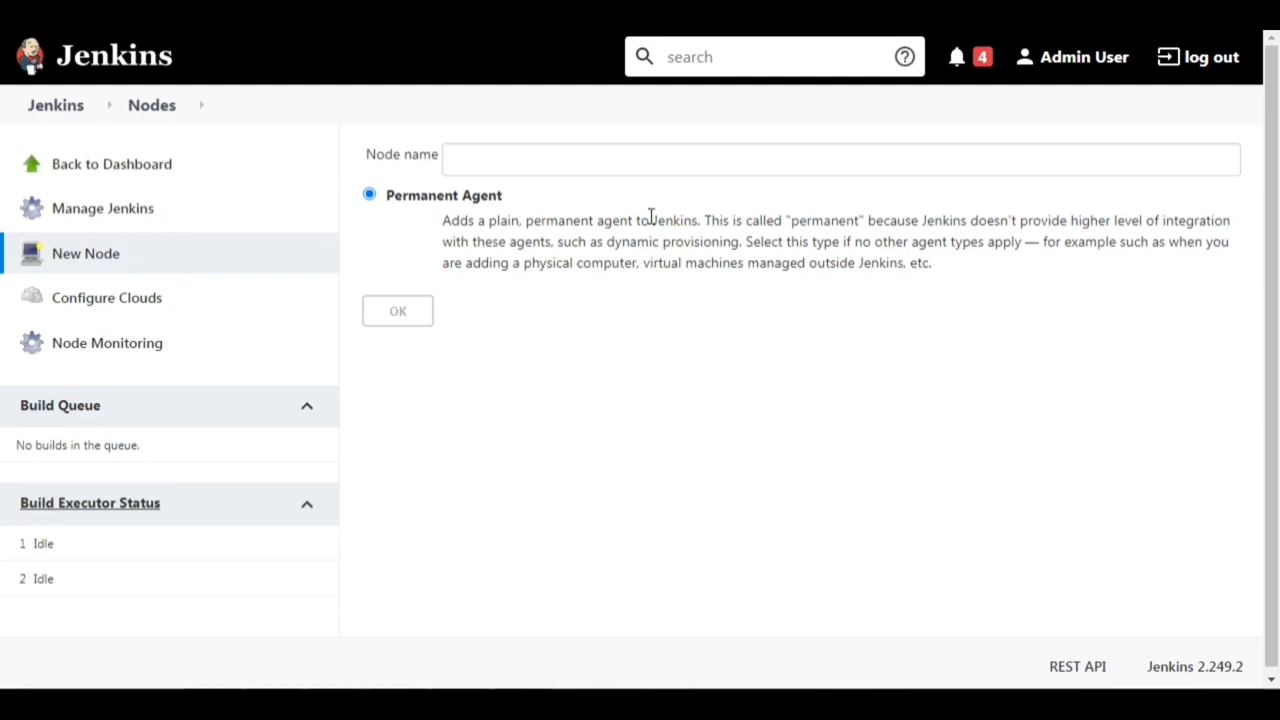 Jenkins
search
4
Admin User
log out
Jenkins
Nodes
Back to Dashboard
Manage Jenkins
New Node
Configure Clouds
Node Monitoring
Build Queue
No builds in the queue.
Build Executor Status
1 Idle
2 Idle
Node name
Permanent Agent
Adds a plain, permanent agent to Jenkins. This is called "permanent" because Jenkins doesn't provide higher level of integration
with these agents, such as dynamic provisioning. Select this type if no other agent types apply — for example such as when you
are adding a physical computer, virtual machines managed outside Jenkins, etc.
OK
REST API
Jenkins 2.249.2